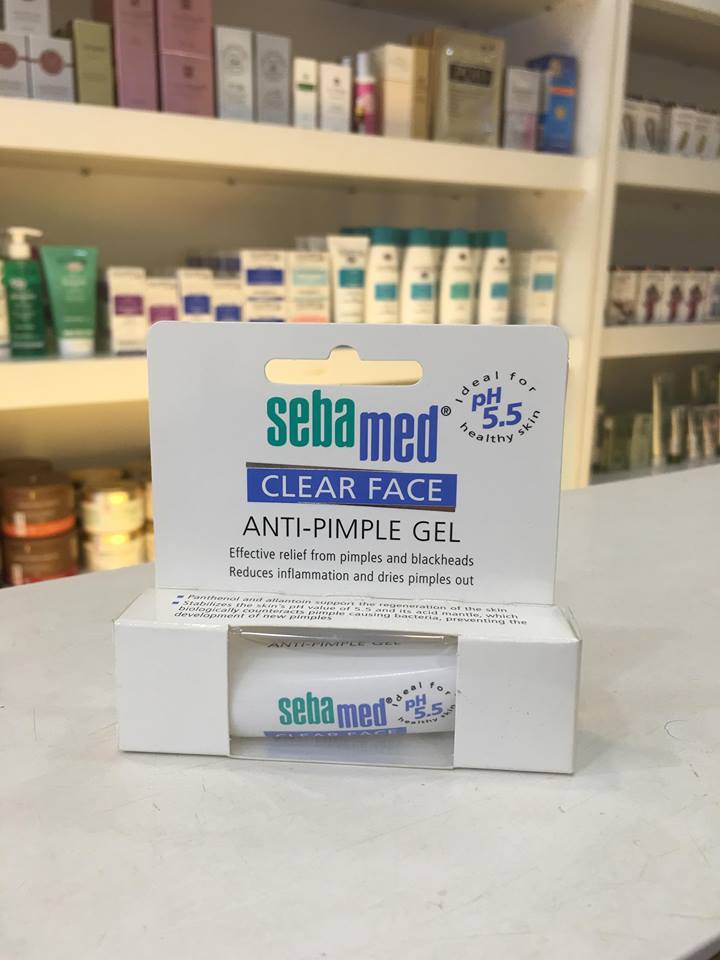 sebamed®
ideal for
pH
5.5
healthy skin
CLEAR FACE
ANTI-PIMPLE GEL
Effective relief from pimples and blackheads
Reduces inflammation and dries pimples out
▪ Panthenol and allantoin support the regeneration of the skin
▪ Stabilizes the skin's pH value of 5.5 and its acid mantle, which
biologically counteracts pimple causing bacteria, preventing the
development of new pimples
ANTI-PIMPLE GEL
sebamed®
ideal for
pH
5.5
healthy skin
CLEAR FACE